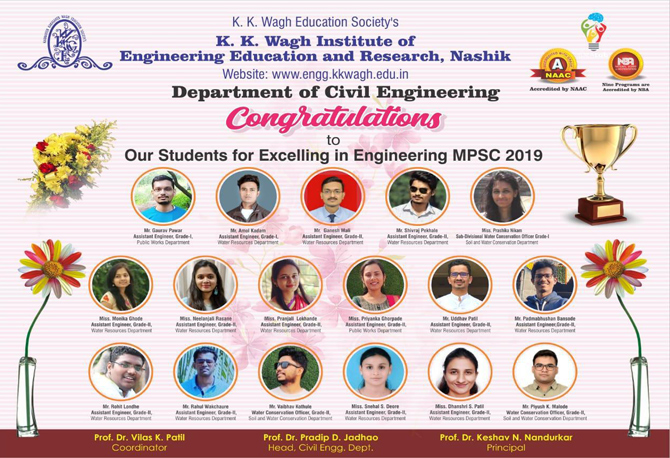 K. K. Wagh Education Society's
K. K. Wagh Institute of
Engineering Education and Research, Nashik
Website: www.engg.kkwagh.edu.in
Department of Civil Engineering
Congratulations
to
Our Students for Excelling in Engineering MPSC 2019
A
NAAC
Accredited by NAAC
NBA
Nine Programs are
Accredited by NBA
Mr. Gaurav Pawar
Assistant Engineer, Grade-I,
Public Works Department
Mr. Amol Kadam
Assistant Engineer, Grade-I,
Water Resources Department
Mr. Ganesh Mali
Assistant Engineer, Grade-II,
Water Resources Department
Mr. Shivraj Pekhale
Assistant Engineer, Grade-II,
Water Resources Department
Miss. Pratiksha Nikam
Sub-Divisional Water Conservation Officer Grade-I
Soil and Water Conservation Department
Miss. Monika Ghode
Assistant Engineer, Grade-II,
Water Resources Department
Miss. Neelanjali Rasane
Assistant Engineer, Grade-II,
Water Resources Department
Miss. Pranjali Lokhande
Assistant Engineer, Grade-II,
Water Resources Department
Miss. Priyanka Ghorpade
Assistant Engineer, Grade-II,
Public Works Department
Mr. Uddhav Patil
Assistant Engineer, Grade-II,
Water Resources Department
Mr. Padmabhushan Bansode
Assistant Engineer,Grade-II,
Water Resources Department
Mr. Rohit Landhe
Assistant Engineer, Grade-II,
Water Resources Department
Mr. Rahul Wakchaure
Assistant Engineer, Grade-II,
Water Resources Department
Mr. Vaibhav Kathale
Water Conservation Officer, Grade-II,
Soil and Water Conservation Department
Miss. Snehal S. Deore
Assistant Engineer, Grade-II,
Water Resources Department
Miss. Dhanshri S. Patil
Assistant Engineer, Grade-II,
Water Resources Department
Mr. Piyush K. Malode
Water Conservation Officer, Grade-II,
Soil and Water Conservation Department
Prof. Dr. Vilas K. Patil
Coordinator
Prof. Dr. Pradip D. Jadhao
Head, Civil Engg. Dept.
Prof. Dr. Keshav N. Nandurkar
Principal